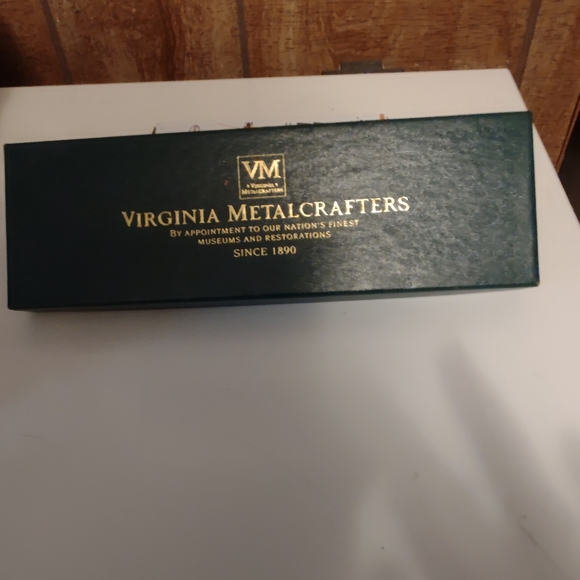 VM
VIRGINIA
METALCRAFTERS
VIRGINIA METALCRAFTERS
BY APPOINTMENT TO OUR NATION'S FINEST
MUSEUMS AND RESTORATIONS
SINCE 1890